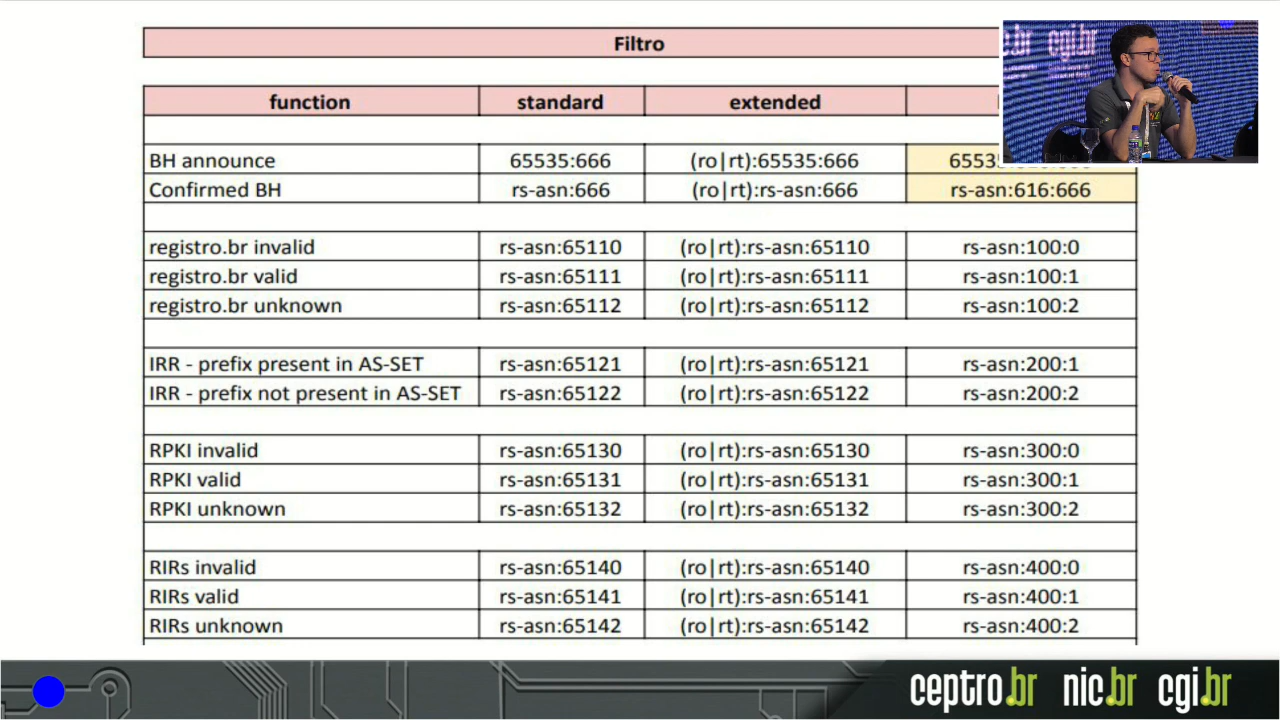 Filtro
function standard extended
BH announce 65535:666 (ro|rt):65535:666
Confirmed BH rs-asn:666 (ro|rt):rs-asn:666 rs-asn:616:666
registro.br invalid rs-asn:65110 (ro|rt):rs-asn:65110 rs-asn:100:0
registro.br valid rs-asn:65111 (ro|rt):rs-asn:65111 rs-asn:100:1
registro.br unknown rs-asn:65112 (ro|rt):rs-asn:65112 rs-asn:100:2
IRR - prefix present in AS-SET rs-asn:65121 (ro|rt):rs-asn:65121 rs-asn:200:1
IRR - prefix not present in AS-SET rs-asn:65122 (ro|rt):rs-asn:65122 rs-asn:200:2
RPKI invalid rs-asn:65130 (ro|rt):rs-asn:65130 rs-asn:300:0
RPKI valid rs-asn:65131 (ro|rt):rs-asn:65131 rs-asn:300:1
RPKI unknown rs-asn:65132 (ro|rt):rs-asn:65132 rs-asn:300:2
RIRs invalid rs-asn:65140 (ro|rt):rs-asn:65140 rs-asn:400:0
RIRs valid rs-asn:65141 (ro|rt):rs-asn:65141 rs-asn:400:1
RIRs unknown rs-asn:65142 (ro|rt):rs-asn:65142 rs-asn:400:2
ceptro.br nic.br cgi.br
cgi.br